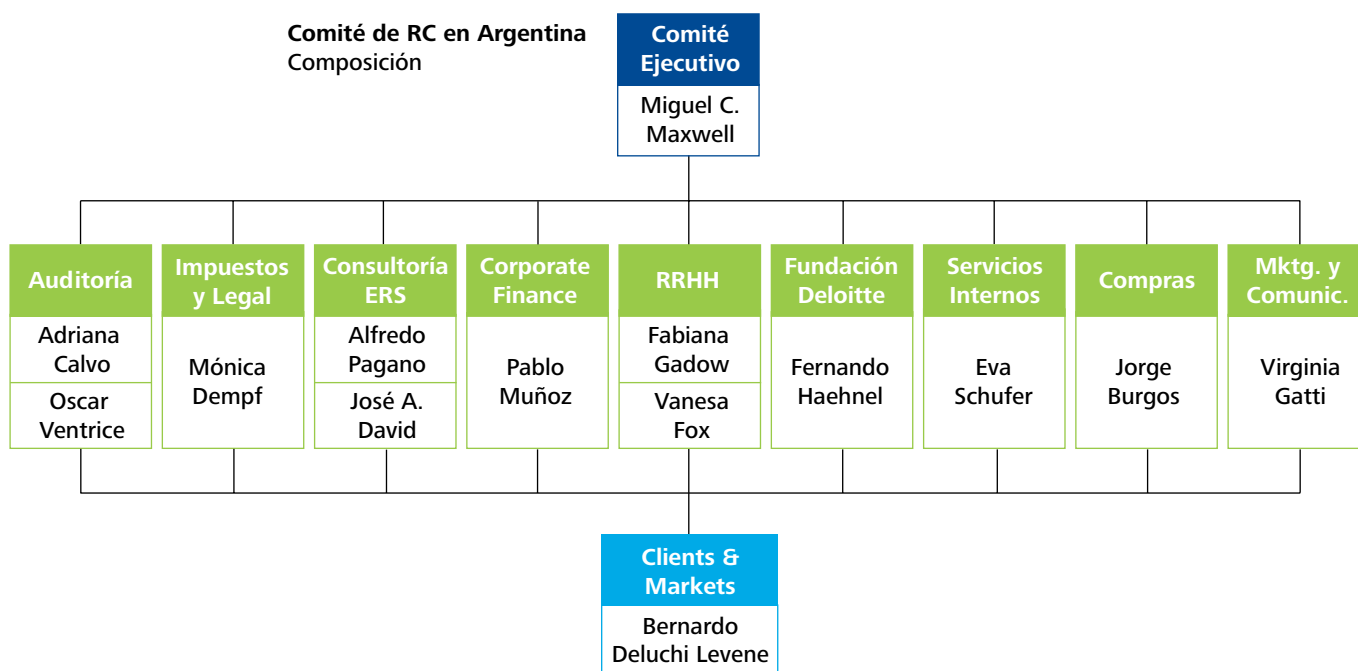 Comité de RC en Argentina
Composición
Comité
Ejecutivo
Miguel C.
Maxwell
Auditoría
Adriana
Calvo
Oscar
Ventrice
Impuestos
y Legal
Mónica
Dempf
Consultoría
ERS
Alfredo
Pagano
José A.
David
Corporate
Finance
Pablo
Muñoz
RRHH
Fabiana
Gadow
Vanesa
Fox
Fundación
Deloitte
Fernando
Haehnel
Servicios
Internos
Eva
Schufer
Compras
Jorge
Burgos
Mktg. y
Comunic.
Virginia
Gatti
Clients &
Markets
Bernardo
Deluchi Levene